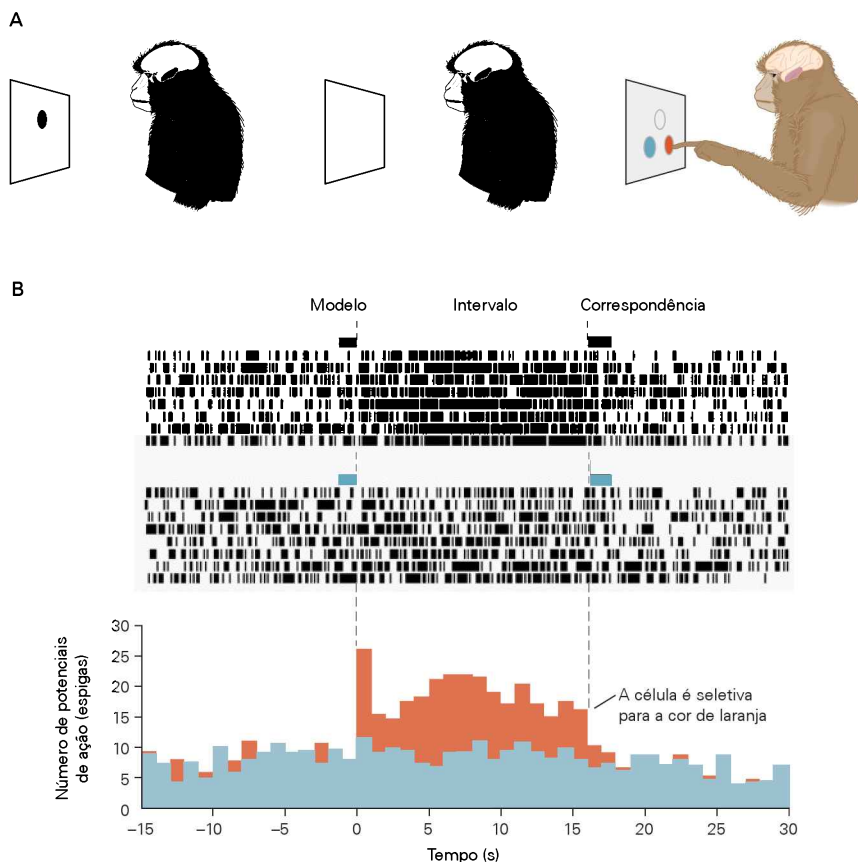 A
B
Modelo Intervalo Correspondência
30
25
20
15
10
5
0
Número de potenciais
de ação (espigas)
A célula é seletiva
para a cor de laranja
–15 –10 –5 0 5 10 15 20 25 30
Tempo (s)